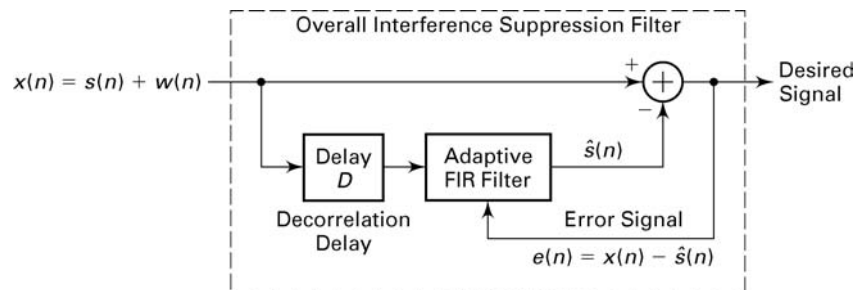 Overall Interference Suppression Filter
x(n) = s(n) + w(n)
+
+
−
Desired
Signal
Delay
D
Adaptive
FIR Filter
ŝ(n)
Decorrelation
Delay
Error Signal
e(n) = x(n) − ŝ(n)